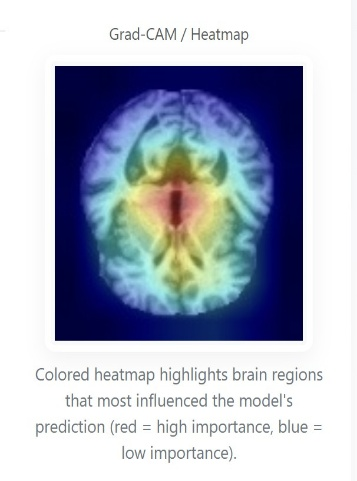 Grad-CAM / Heatmap
Colored heatmap highlights brain regions
that most influenced the model's
prediction (red = high importance, blue =
low importance).